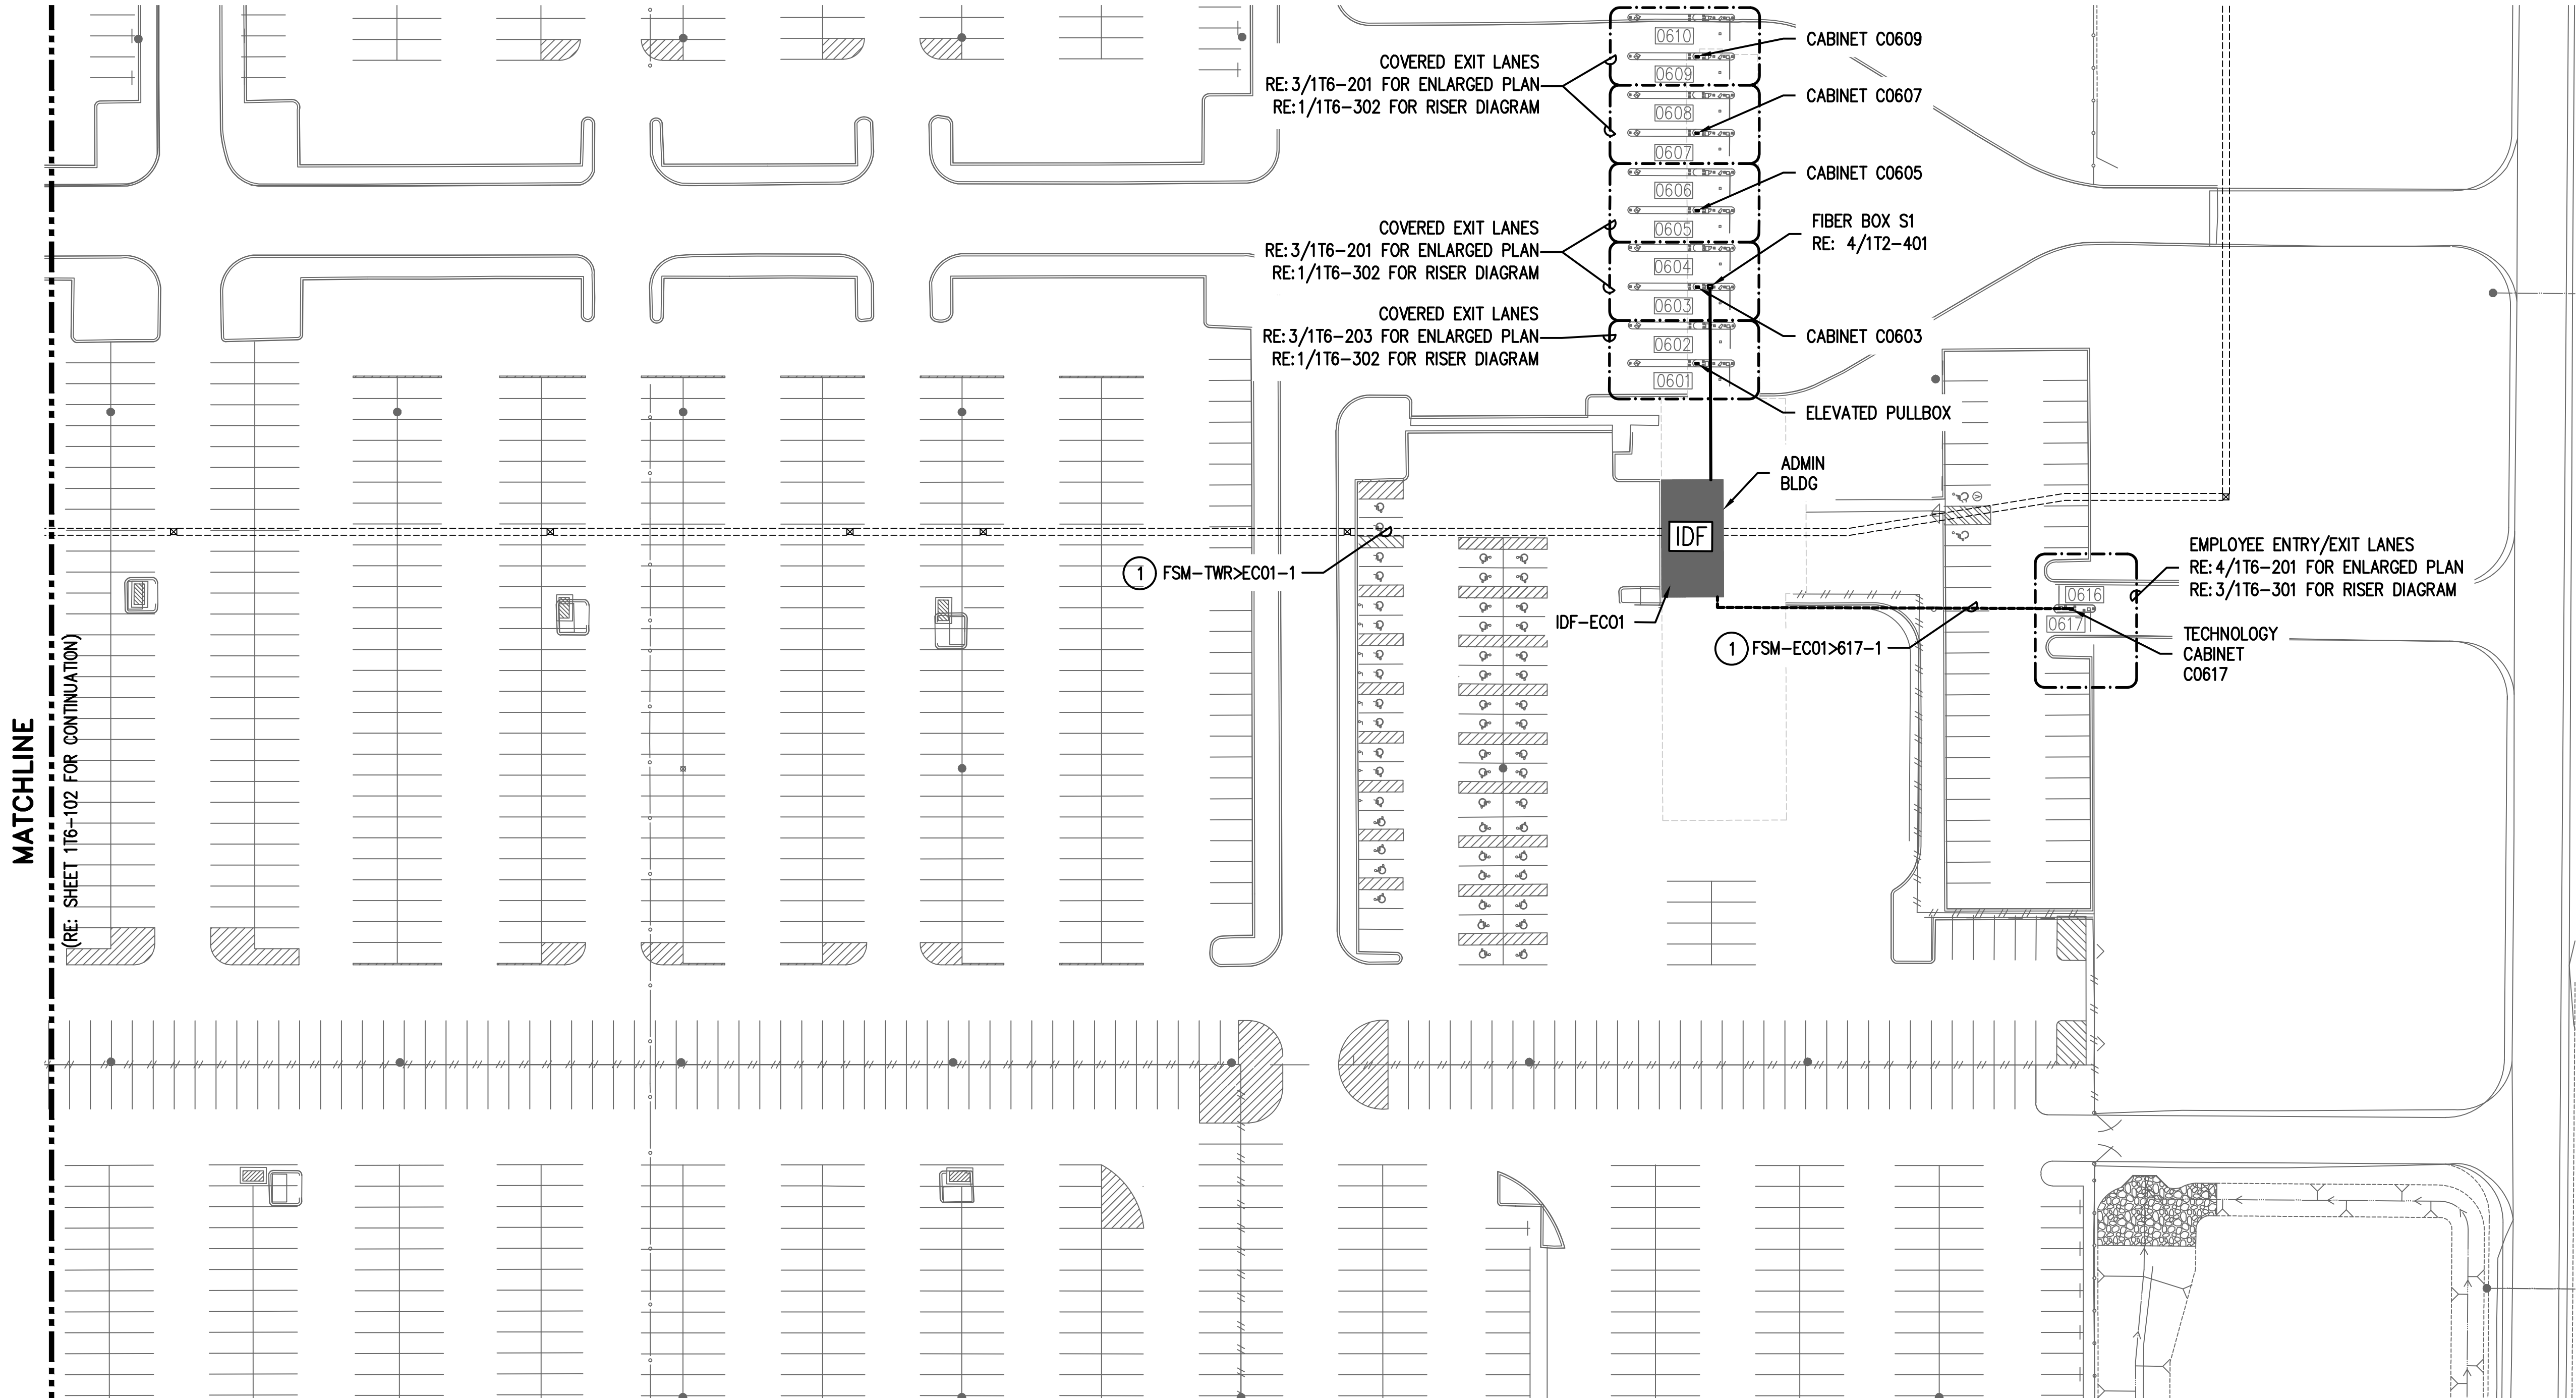 0610
CABINET C0609
COVERED EXIT LANES
RE: 3/1T6-201 FOR ENLARGED PLAN
RE: 1/1T6-302 FOR RISER DIAGRAM
0609
CABINET C0607
0608
0607
CABINET C0605
0606
FIBER BOX S1
RE: 4/1T2-401
COVERED EXIT LANES
RE: 3/1T6-201 FOR ENLARGED PLAN
RE: 1/1T6-302 FOR RISER DIAGRAM
0605
0604
0603
COVERED EXIT LANES
RE: 3/1T6-203 FOR ENLARGED PLAN
RE: 1/1T6-302 FOR RISER DIAGRAM
CABINET C0603
0602
0601
ELEVATED PULLBOX
ADMIN
BLDG
IDF
1 FSM-TWR>EC01-1
IDF-EC01
1 FSM-EC01>617-1
EMPLOYEE ENTRY/EXIT LANES
RE: 4/1T6-201 FOR ENLARGED PLAN
RE: 3/1T6-301 FOR RISER DIAGRAM
0616
0617
TECHNOLOGY
CABINET
C0617
V
MATCHLINE
(RE: SHEET 1T6-102 FOR CONTINUATION)